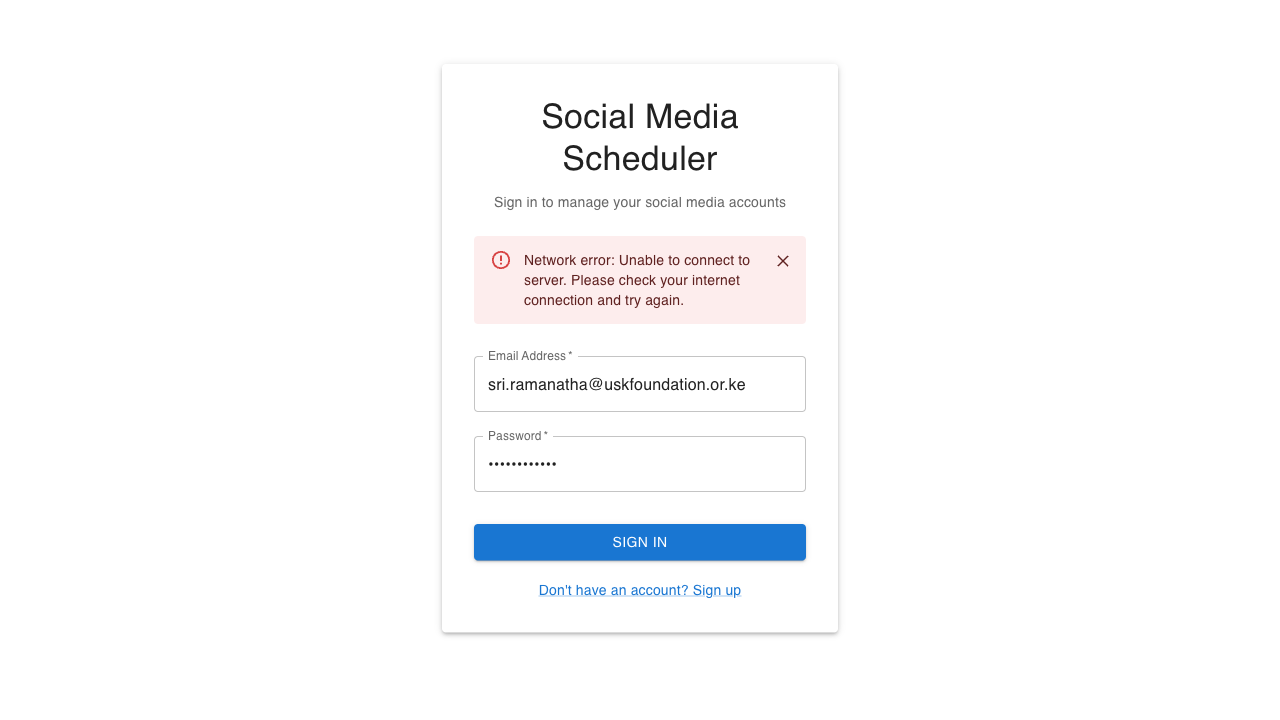 Social Media
Scheduler
Sign in to manage your social media accounts
Network error: Unable to connect to
server. Please check your internet
connection and try again.
Email Address *
sri.ramanatha@uskfoundation.or.ke
Password *
••••••••••••
SIGN IN
Don't have an account? Sign up